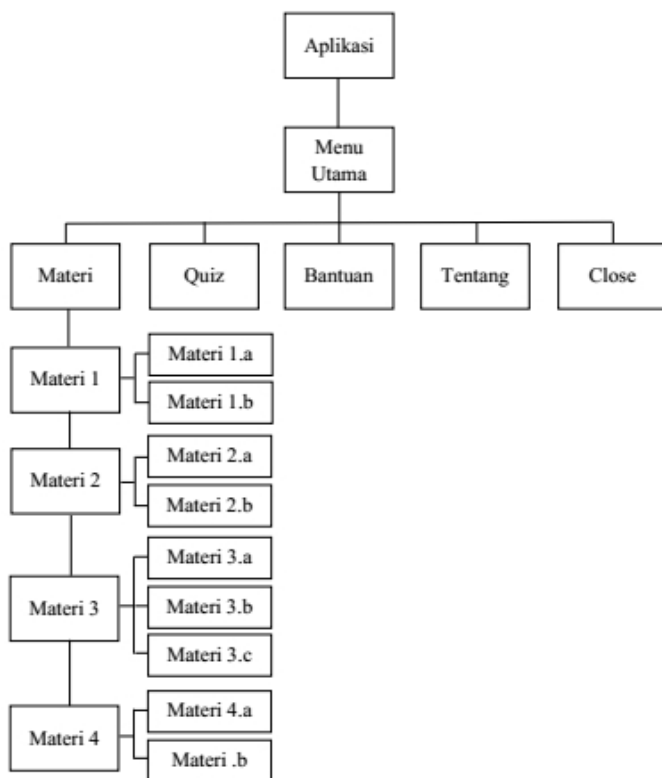 Aplikasi
Menu
Utama
Materi
Quiz
Bantuan
Tentang
Close
Materi 1
Materi 1.a
Materi 1.b
Materi 2
Materi 2.a
Materi 2.b
Materi 3
Materi 3.a
Materi 3.b
Materi 3.c
Materi 4
Materi 4.a
Materi .b